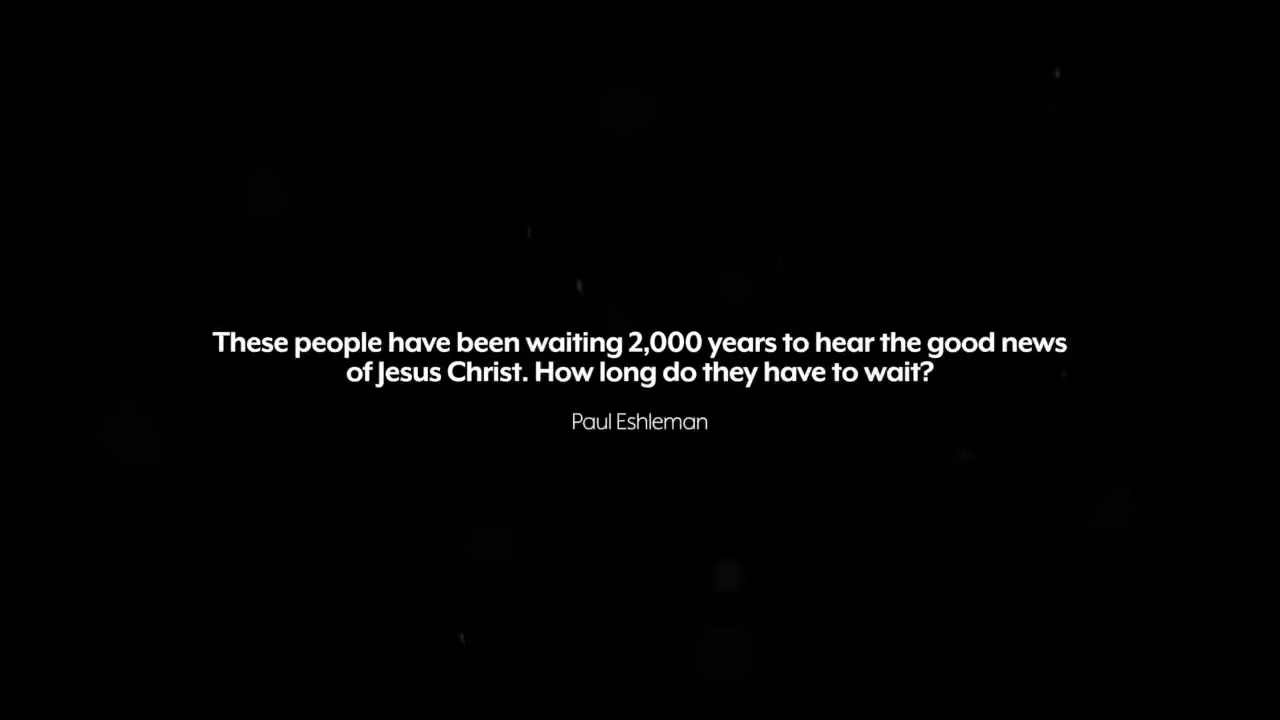 These people have been waiting 2,000 years to hear the good news
of Jesus Christ. How long do they have to wait?
Paul Eshleman